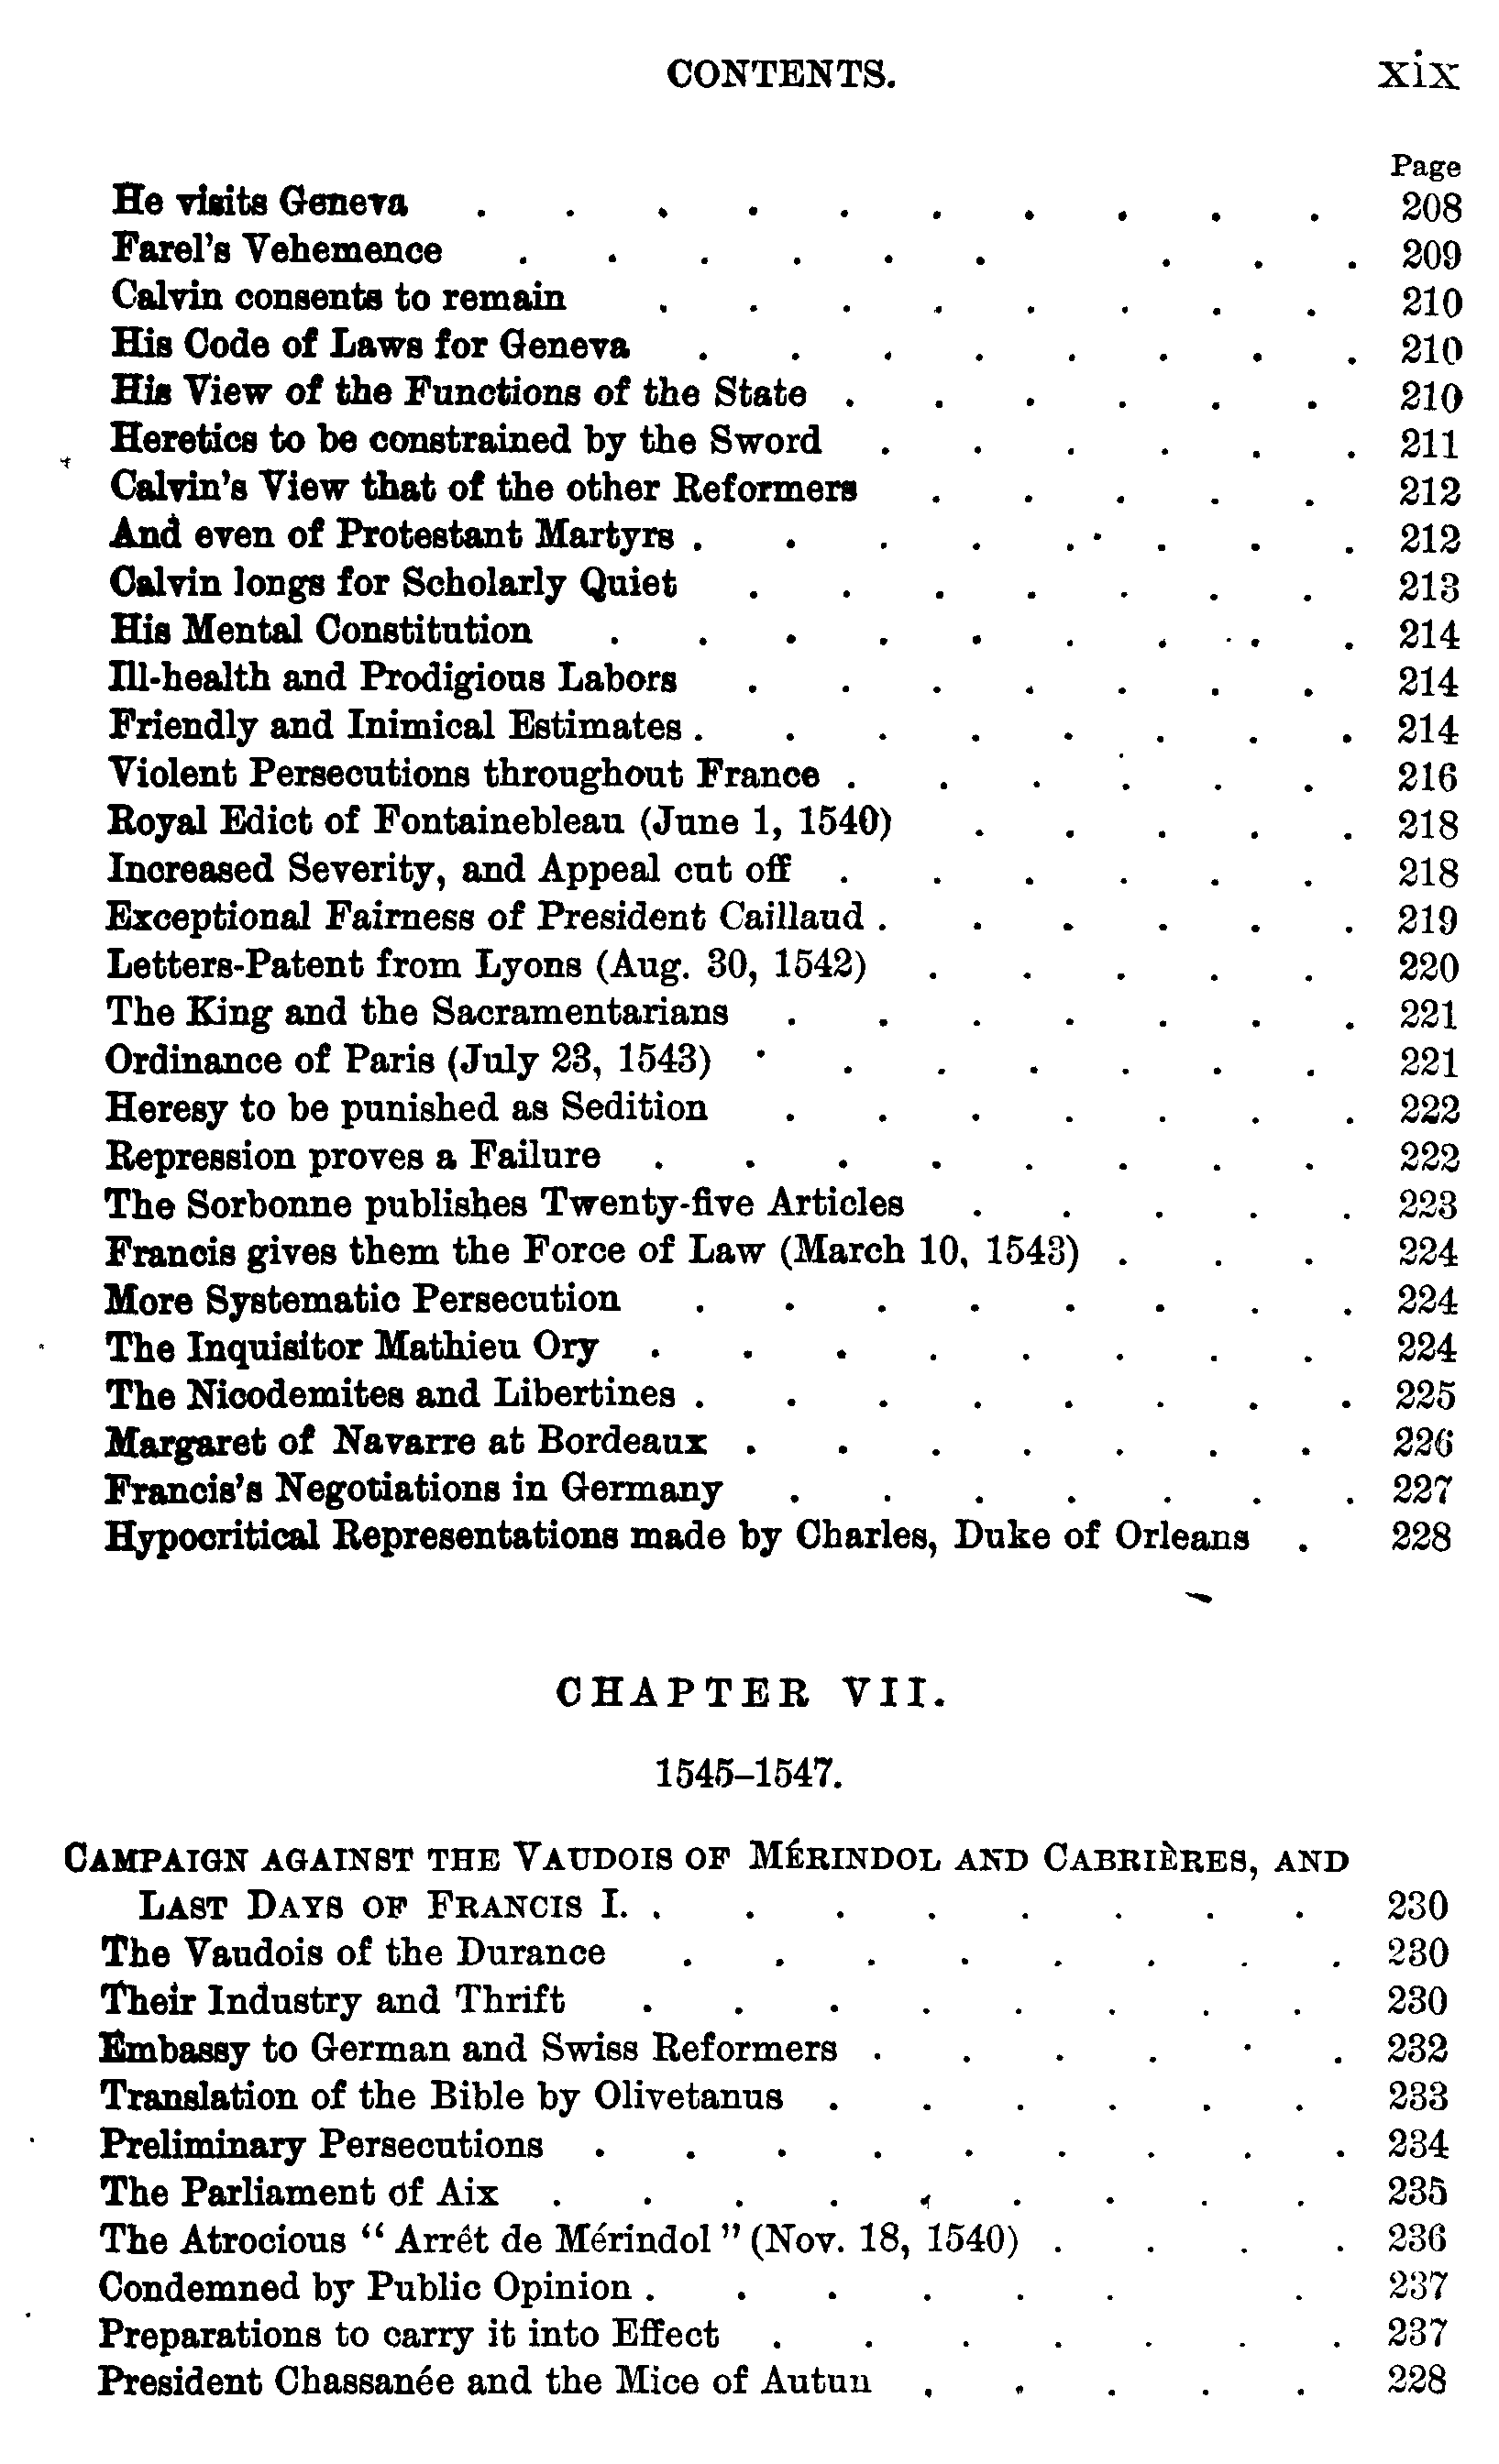 CONTENTS. xix
Page
He visits Geneva . . . . . . . . . . 208
Farel's Vehemence . . . . . . . . . 209
Calvin consents to remain . . . . . . . . 210
His Code of Laws for Geneva . . . . . . . . 210
His View of the Functions of the State . . . . . . 210
Heretics to be constrained by the Sword . . . . . . 211
Calvin's View that of the other Reformers . . . . . 212
And even of Protestant Martyrs . . . . . . . . 212
Calvin longs for Scholarly Quiet . . . . . . . 213
His Mental Constitution . . . . . . . . . 214
Ill-health and Prodigious Labors . . . . . . . 214
Friendly and Inimical Estimates . . . . . . . . 214
Violent Persecutions throughout France . . . . . . 216
Royal Edict of Fontainebleau (June 1, 1540) . . . . . 218
Increased Severity, and Appeal cut off . . . . . . 218
Exceptional Fairness of President Caillaud . . . . . . 219
Letters-Patent from Lyons (Aug. 30, 1542) . . . . . 220
The King and the Sacramentarians . . . . . . . 221
Ordinance of Paris (July 23, 1543) . . . . . . . 221
Heresy to be punished as Sedition . . . . . . . 222
Repression proves a Failure . . . . . . . . 222
The Sorbonne publishes Twenty-five Articles . . . . . 223
Francis gives them the Force of Law (March 10, 1543) . . . 224
More Systematic Persecution . . . . . . . . 224
The Inquisitor Mathieu Ory . . . . . . . . 224
The Nicodemites and Libertines . . . . . . . . 225
Margaret of Navarre at Bordeaux . . . . . . . 226
Francis's Negotiations in Germany . . . . . . . 227
Hypocritical Representations made by Charles, Duke of Orleans . 228
CHAPTER VII.
1545–1547.
CAMPAIGN AGAINST THE VAUDOIS OF MÉRINDOL AND CABRIÈRES, AND
LAST DAYS OF FRANCIS I. . . . . . . . . 230
The Vaudois of the Durance . . . . . . . . 230
Their Industry and Thrift . . . . . . . . 230
Embassy to German and Swiss Reformers . . . . . . 232
Translation of the Bible by Olivetanus . . . . . . 233
Preliminary Persecutions . . . . . . . . . 234
The Parliament of Aix . . . . . . . . . 235
The Atrocious “Arrêt de Mérindol” (Nov. 18, 1540) . . . . 236
Condemned by Public Opinion . . . . . . . 237
Preparations to carry it into Effect . . . . . . . 237
President Chassanée and the Mice of Autun . . . . . 228